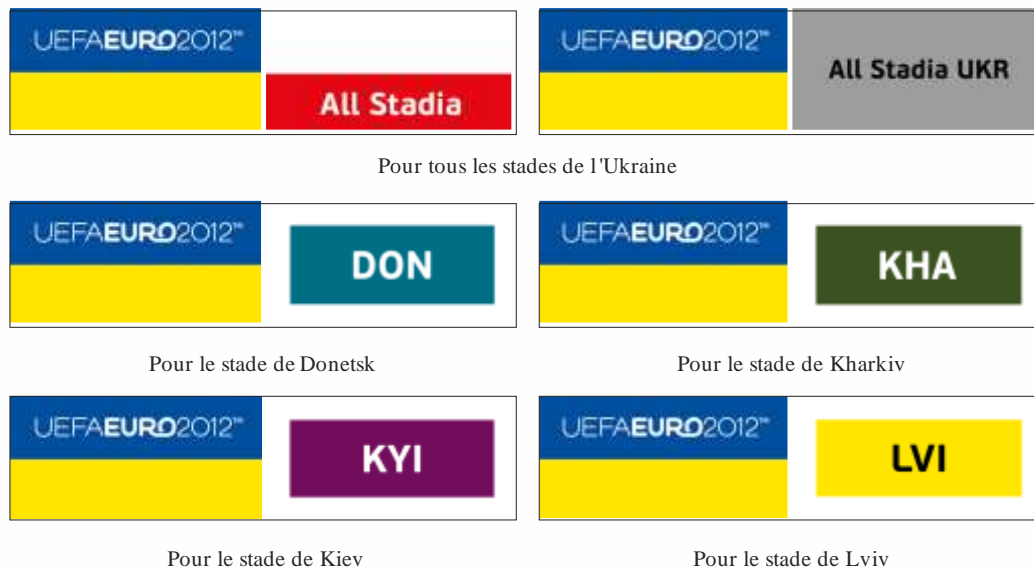 UEFAEURO2012™ UEFAEURO2012™
All Stadia All Stadia UKR
Pour tous les stades de l'Ukraine
UEFAEURO2012™ UEFAEURO2012™
DON KHA
Pour le stade de Donetsk Pour le stade de Kharkiv
UEFAEURO2012™ UEFAEURO2012™
KYI LVI
Pour le stade de Kiev Pour le stade de Lviv